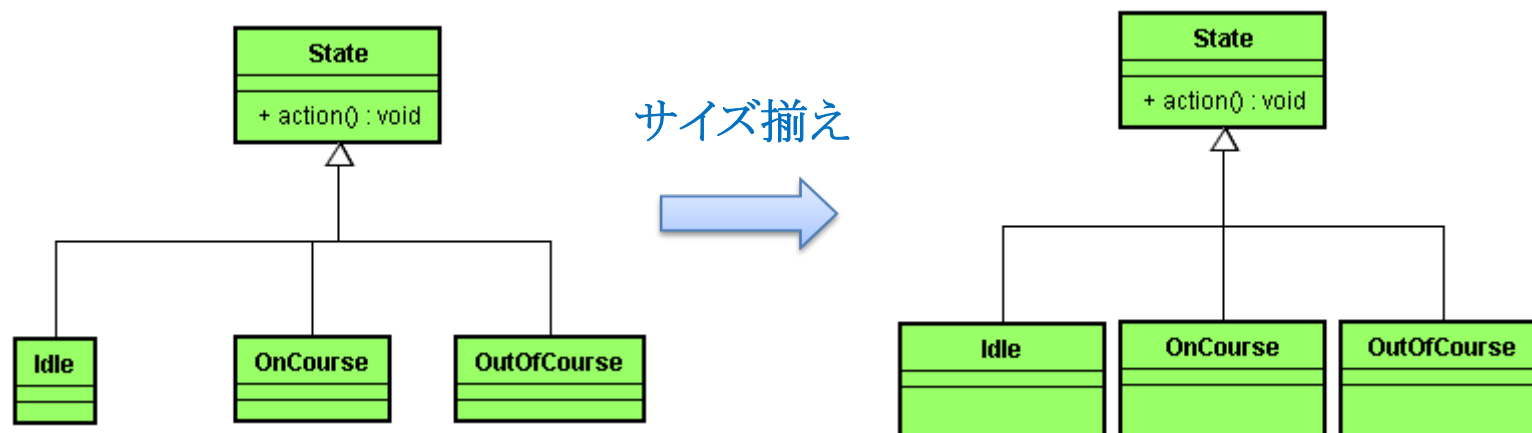 State
+ action() : void
Idle
OnCourse
OutOfCourse
サイズ揃え
State
+ action() : void
Idle
OnCourse
OutOfCourse